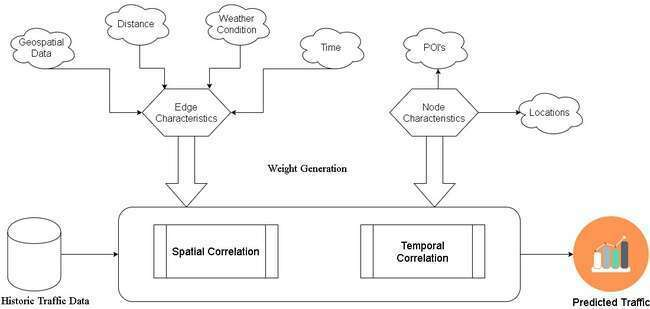 Geospatial
Data
Distance
Weather
Condition
Time
POI's
Edge
Characteristics
Node
Characteristics
Locations
Weight Generation
Spatial Correlation
Temporal
Correlation
Historic Traffic Data
Predicted Traffic